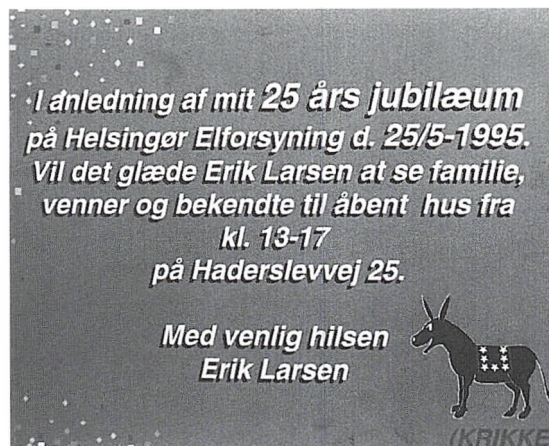 I anledning af mit 25 års jubilæum
på Helsingør Elforsyning d. 25/5-1995.
Vil det glæde Erik Larsen at se familie,
venner og bekendte til åbent hus fra
kl. 13-17
på Haderslevvej 25.
Med venlig hilsen
Erik Larsen
(KRIKKE